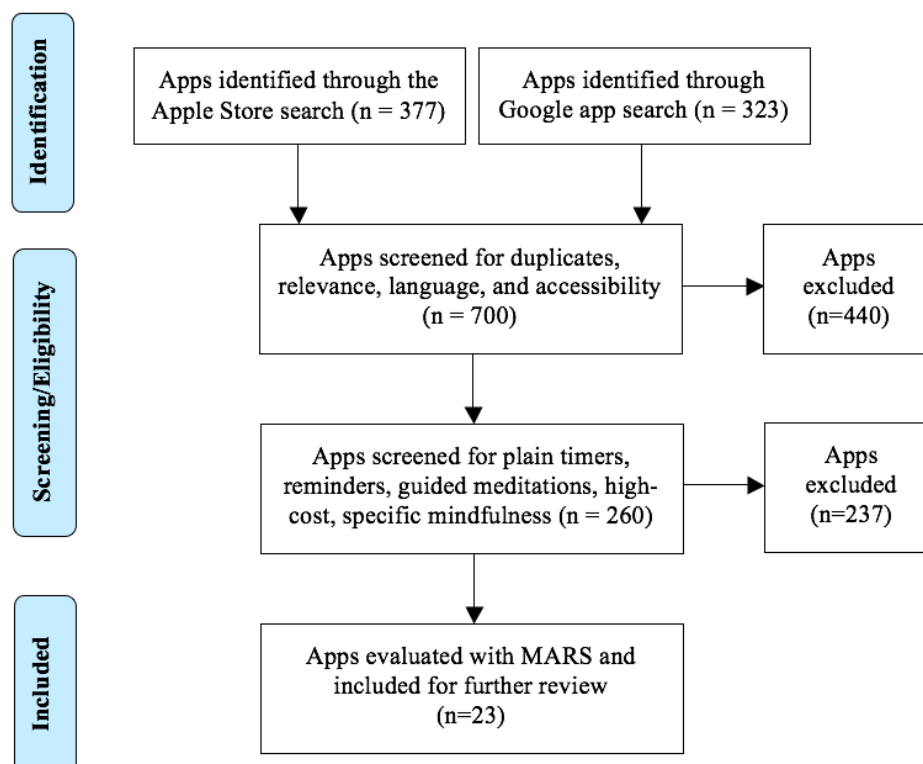 Identification
Apps identified through the
Apple Store search (n = 377)
Apps identified through
Google app search (n = 323)
Screening/Eligibility
Apps screened for duplicates,
relevance, language, and accessibility
(n = 700)
Apps
excluded
(n=440)
Apps screened for plain timers,
reminders, guided meditations, high-
cost, specific mindfulness (n = 260)
Apps
excluded
(n=237)
Included
Apps evaluated with MARS and
included for further review
(n=23)